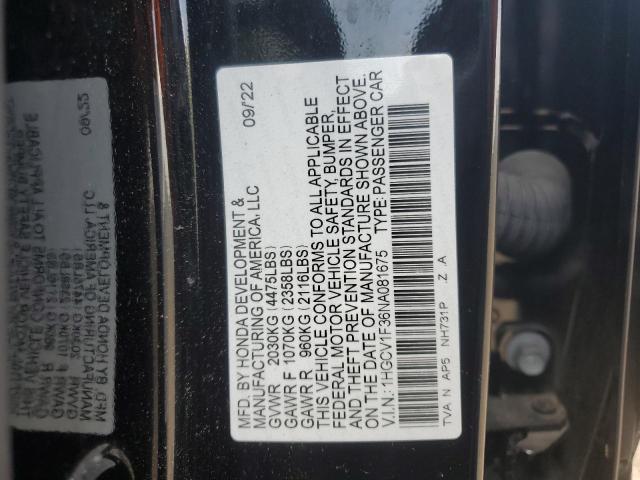 MFD. BY HONDA DEVELOPMENT &
MANUFACTURING OF AMERICA, LLC
09/22
GVWR 2030KG (4475LBS)
GAWR F 1070KG (2358LBS)
GAWR R 960KG (2116LBS)
THIS VEHICLE CONFORMS TO ALL APPLICABLE
FEDERAL MOTOR VEHICLE SAFETY, BUMPER,
AND THEFT PREVENTION STANDARDS IN EFFECT
ON THE DATE OF MANUFACTURE SHOWN ABOVE.
V.I.N.: 1HGCV1F36NA081675 TYPE: PASSENGER CAR
TVA N AP5 NH731P Z A